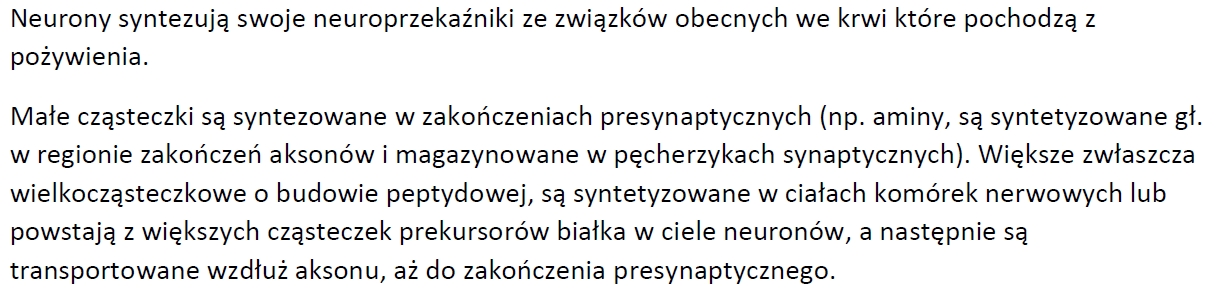 Neurony syntezują swoje neuroprzekaźniki ze związków obecnych we krwi które pochodzą z
pożywienia.
Małe cząsteczki są syntezowane w zakończeniach presynaptycznych (np. aminy, są syntetyzowane gł.
w regionie zakończeń aksonów i magazynowane w pęcherzykach synaptycznych). Większe zwłaszcza
wielkocząsteczkowe o budowie peptydowej, są syntetyzowane w ciałach komórek nerwowych lub
powstają z większych cząsteczek prekursorów białka w ciele neuronów, a następnie są
transportowane wzdłuż aksonu, aż do zakończenia presynaptycznego.